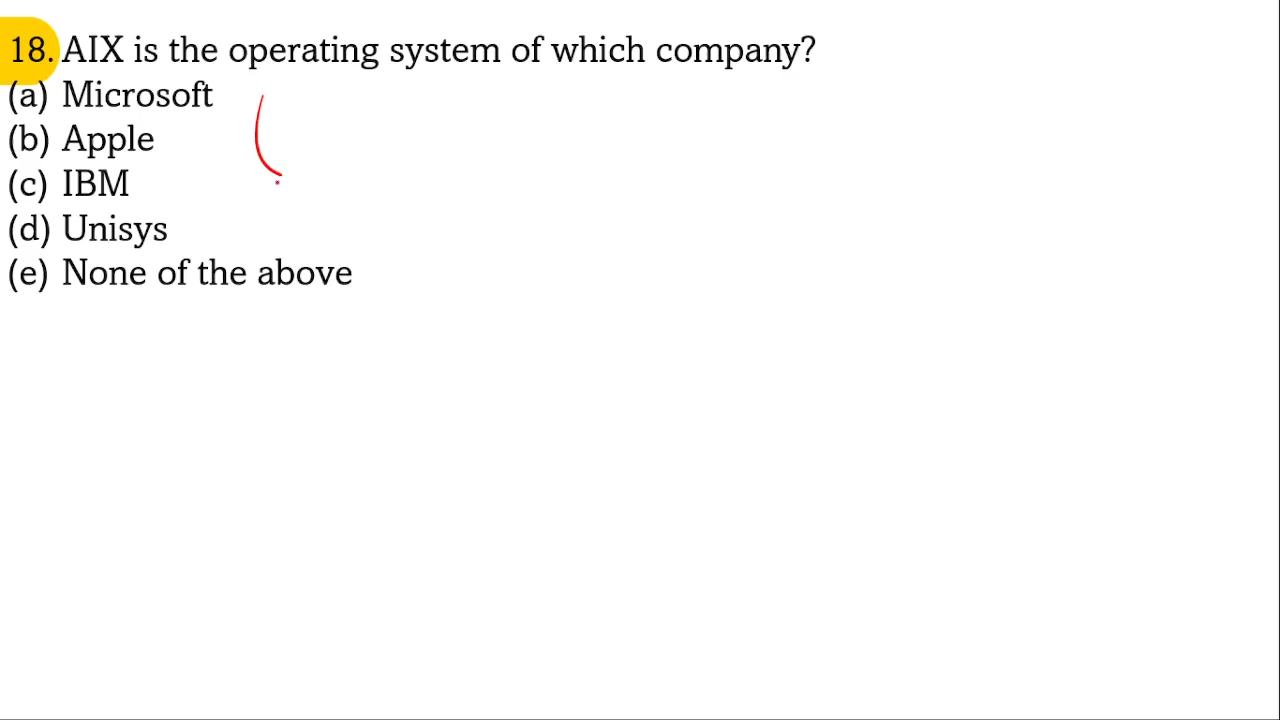 18. AIX is the operating system of which company?
(a) Microsoft
(b) Apple
(c) IBM
(d) Unisys
(e) None of the above